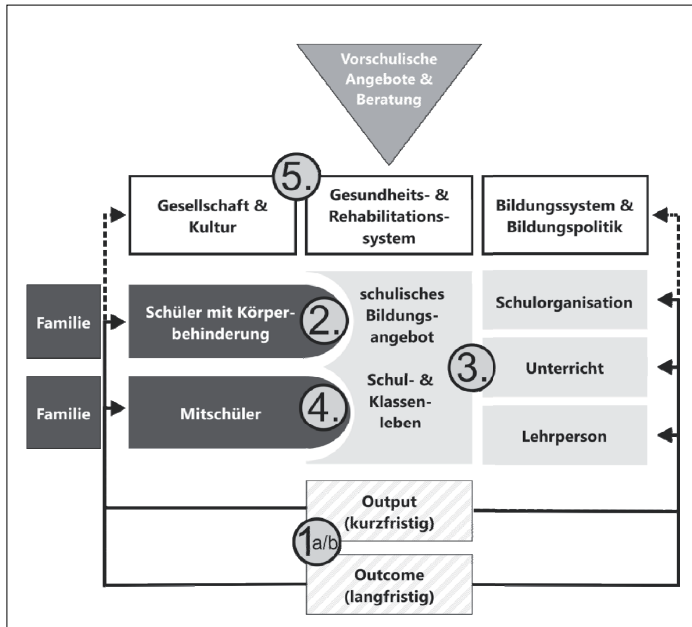 Vorschulische
Angebote &
Beratung
5.
Gesellschaft &
Kultur
Gesundheits- &
Rehabilitations-
system
Bildungssystem &
Bildungspolitik
Familie
Schüler mit Körper-
behinderung
2.
schulisches
Bildungs-
angebot
Schulorganisation
3.
Unterricht
Familie
Mitschüler
4.
Schul- &
Klassen-
leben
Lehrperson
Output
(kurzfristig)
1a/b
Outcome
(langfristig)